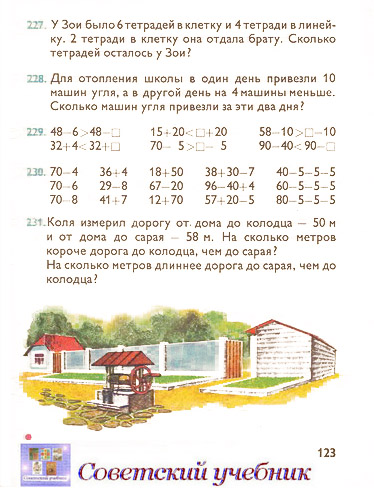 227. У Зои было 6 тетрадей в клетку и 4 тетради в линей-
ку. 2 тетради в клетку она отдала брату. Сколько
тетрадей осталось у Зои?
228. Для отопления школы в один день привезли 10
машин угля, а в другой день на 4 машины меньше.
Сколько машин угля привезли за эти два дня?
229. 48−6>48−□ 15+20<□+20 58−10>□−10
32+4<32+□ 70− 5>□− 5 90−40<90−□
230. 70−4 36+4 18+50 38+30−7 40−5−5−5
70−6 29−8 67−20 96−40+4 60−5−5−5
70−8 41+7 12+70 57+20−5 80−5−5−5
231. Коля измерил дорогу от дома до колодца − 50 м
и от дома до сарая − 58 м. На сколько метров
короче дорога до колодца, чем до сарая?
На сколько метров длиннее дорога до сарая, чем до
колодца?
123
Советский учебник